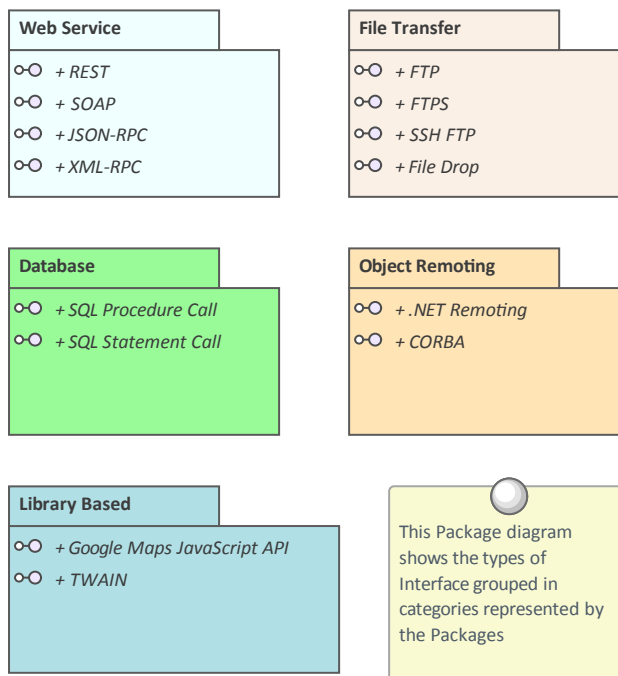 Web Service
+ REST
+ SOAP
+ JSON-RPC
+ XML-RPC
File Transfer
+ FTP
+ FTPS
+ SSH FTP
+ File Drop
Database
+ SQL Procedure Call
+ SQL Statement Call
Object Remoting
+ .NET Remoting
+ CORBA
Library Based
+ Google Maps JavaScript API
+ TWAIN
This Package diagram
shows the types of
Interface grouped in
categories represented by
the Packages